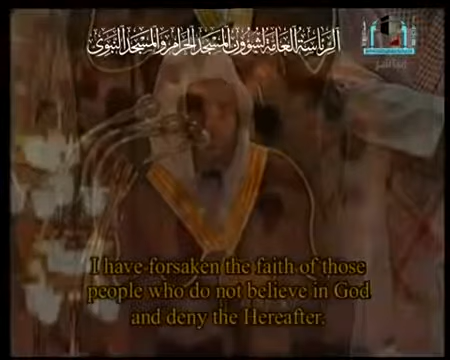 الرئاسة العامة لشؤون المسجد الحرام والمسجد النبوي
مباشر
I have forsaken the faith of those
people who do not believe in God
and deny the Hereafter.